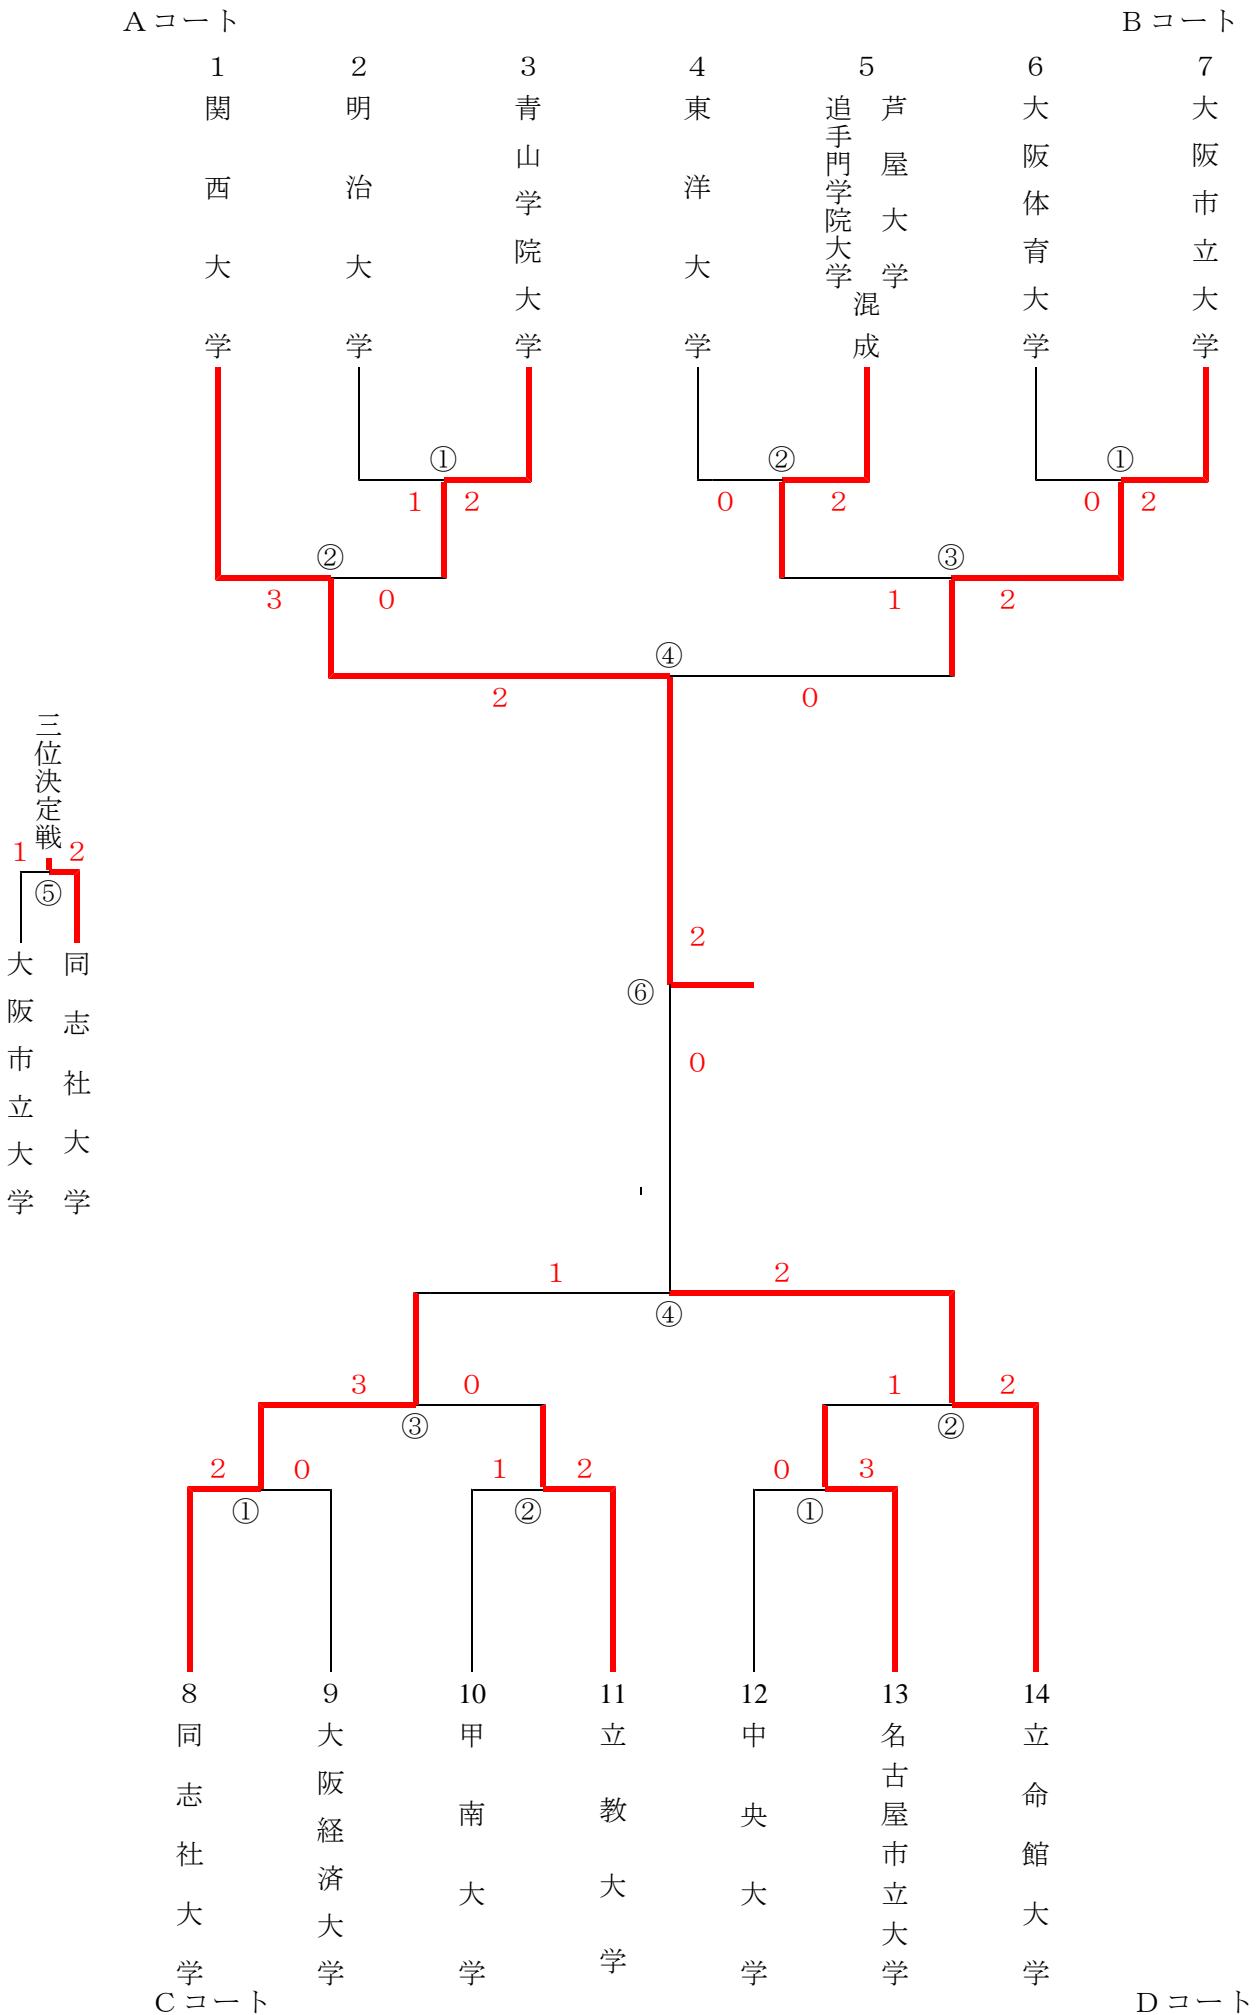 Aコート
Bコート
1
2
3
4
5
6
7
関西大学
明治大学
青山学院大学
東洋大学
芦屋大学
追手門学院大学
混成
大阪体育大学
大阪市立大学
①
②
①
1 2
0 2
0 2
②
③
3 0
1 2
④
2 0
三位決定戦
1 2
⑤
大阪市立大学
同志社大学
2
⑥
0
1 2
④
3 0
1 2
③
②
2 0
1 2
0 3
①
②
①
8
9
10
11
12
13
14
同志社大学
大阪経済大学
甲南大学
立教大学
中央大学
名古屋市立大学
立命館大学
Cコート
Dコート